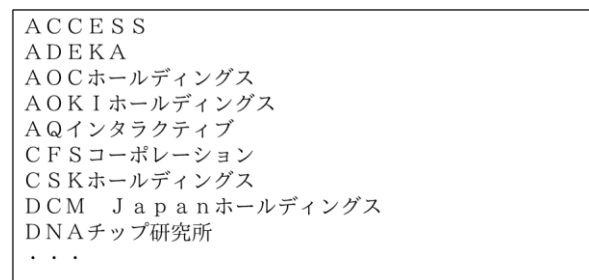 ＡＣＣＥＳＳ
ＡＤＥＫＡ
ＡＯＣホールディングス
ＡＯＫＩホールディングス
ＡＱインタラクティブ
ＣＦＳコーポレーション
ＣＳＫホールディングス
ＤＣＭ　Ｊａｐａｎホールディングス
ＤＮＡチップ研究所
・・・